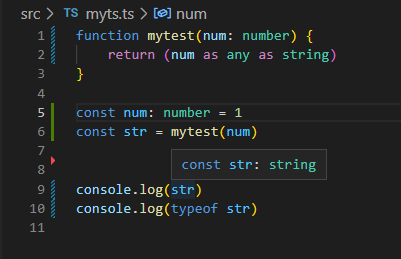 src > TS myts.ts > num
1 function mytest(num: number) {
2 return (num as any as string)
3 }
4
5 const num: number = 1
6 const str = mytest(num)
7
const str: string
8
9 console.log(str)
10 console.log(typeof str)
11